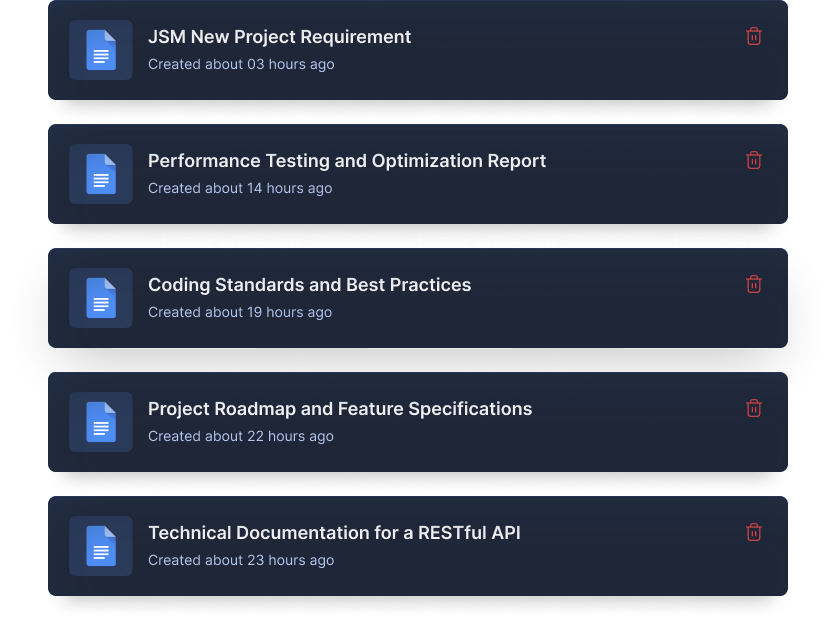 JSM New Project Requirement
Created about 03 hours ago
Performance Testing and Optimization Report
Created about 14 hours ago
Coding Standards and Best Practices
Created about 19 hours ago
Project Roadmap and Feature Specifications
Created about 22 hours ago
Technical Documentation for a RESTful API
Created about 23 hours ago